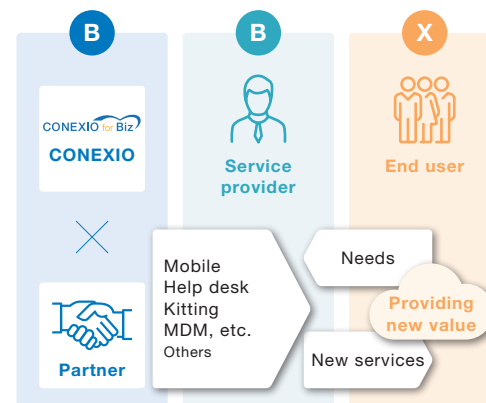 B
B
X
CONEXIO for Biz
CONEXIO
Service
provider
End user
Mobile
Help desk
Kitting
MDM, etc.
Others
Needs
Providing
new value
New services
Partner